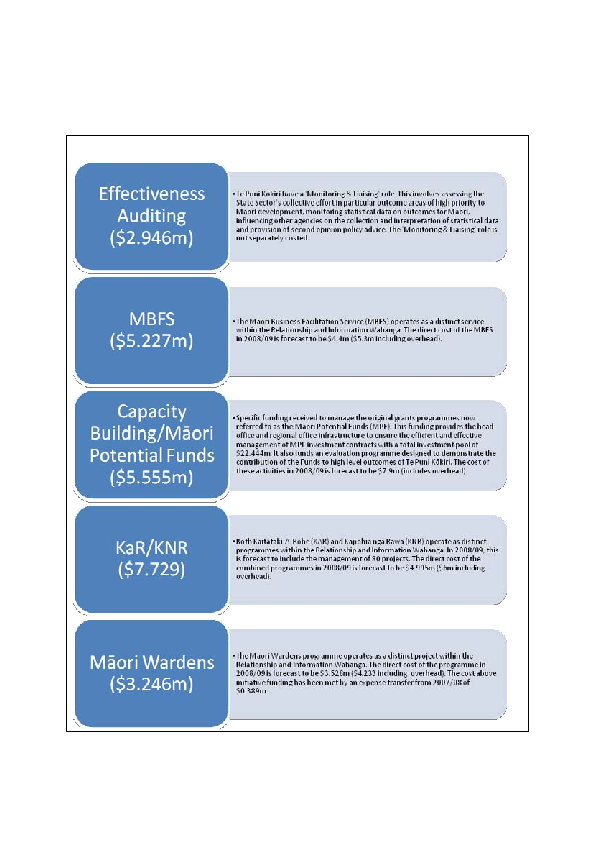 Effectiveness
Auditing
($2.946m)
• Te Puni Kokiri have a 'Monitoring & Liaising' role. This involves assessing the
State Sector's collective effort in particular outcome areas of high priority to
Māori development, monitoring statistical data on outcomes for Māori,
influencing other agencies on the collection and interpretation of statistical data
and provision of second opinion policy advice. The 'Monitoring & Liaising' role is
not separately costed.
MBFS
($5.227m)
• The Māori Business Facilitation Service (MBFS) operates as a distinct service
within the Relationship and Information Wahanga. The direct cost of the MBFS
in 2008/09 is forecast to be $4.4m ($5.3m including overhead).
Capacity
Building/Māori
Potential Funds
($5.555m)
• Specific funding received to manage the original grants programmes now
referred to as the Māori Potential Funds (MPF). This funding provides the head
office and regional office infrastructure to ensure the efficient and effective
management of MPF investment contracts with a total investment pool of
$22.444m. It also funds an evaluation programme designed to demonstrate the
contribution of the Funds to high level outcomes of Te Puni Kōkiri. The cost of
these activities in 2008/09 is forecast to be $7.9m (includes overhead).
KaR/KNR
($7.729)
• Both Kaitataki-A-Rohe (KAR) and Kapohia nga Rawa (KNR) operate as distinct
programmes within the Relationship and Information Wahanga. In 2008/09, this
is forecast to include the management of 30 projects. The direct cost of the
combined programmes in 2008/09 is forecast to be $4.995m ($6m including
overhead).
Māori Wardens
($3.246m)
• The Māori Wardens programme operates as a distinct project within the
Relationship and Information Wahanga. The direct cost of the programme in
2008/09 is forecast to be $3.528m ($4.233 including overhead). The cost above
initiative funding has been met by an expense transfer from 2007/08 of
$0.389m